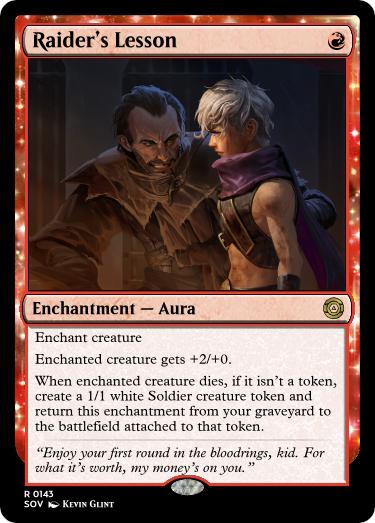 Raider's Lesson
Enchantment — Aura
Enchant creature
Enchanted creature gets +2/+0.
When enchanted creature dies, if it isn't a token,
create a 1/1 white Soldier creature token and
return this enchantment from your graveyard to
the battlefield attached to that token.
“Enjoy your first round in the bloodrings, kid. For
what it's worth, my money's on you.”
R 0143
SOV Kevin Glint